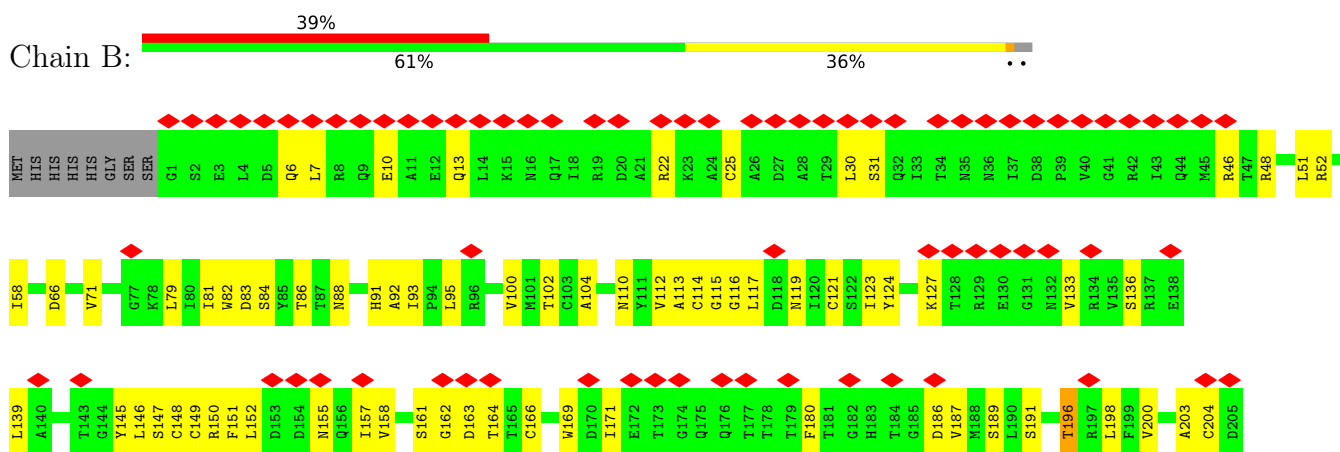 39%
Chain B:
61% 36% • •
MET HIS HIS HIS HIS GLY SER SER G1 S2 E3 L4 D5 Q6 L7 R8 Q9 E10 A11 E12 Q13 L14 K15 N16 Q17 I18 R19 D20 A21 R22 K23 A24 C25 A26 D27 A28 T29 L30 S31 Q32 I33 T34 N35 N36 I37 D38 P39 V40 G41 R42 I43 Q44 M45 R46 T47 R48 L51 R52
I58 D66 V71 G77 K78 L79 I80 I81 W82 D83 S84 Y85 T86 T87 N88 H91 A92 I93 P94 L95 R96 V100 M101 T102 C103 A104 N110 Y111 V112 A113 C114 G115 G116 L117 D118 N119 I120 C121 S122 I123 Y124 K127 T128 R129 E130 G131 N132 V133 R134 V135 S136 R137 E138
L139 A140 T143 G144 Y145 L146 S147 C148 C149 R150 F151 L152 D153 D154 N155 Q156 I157 V158 S161 G162 D163 T164 T165 C166 W169 D170 I171 E172 T173 G174 Q175 Q176 T177 T178 T179 F180 T181 G182 H183 T184 G185 D186 V187 M188 S189 L190 S191 T196 R197 L198 F199 V200 A203 C204 D205